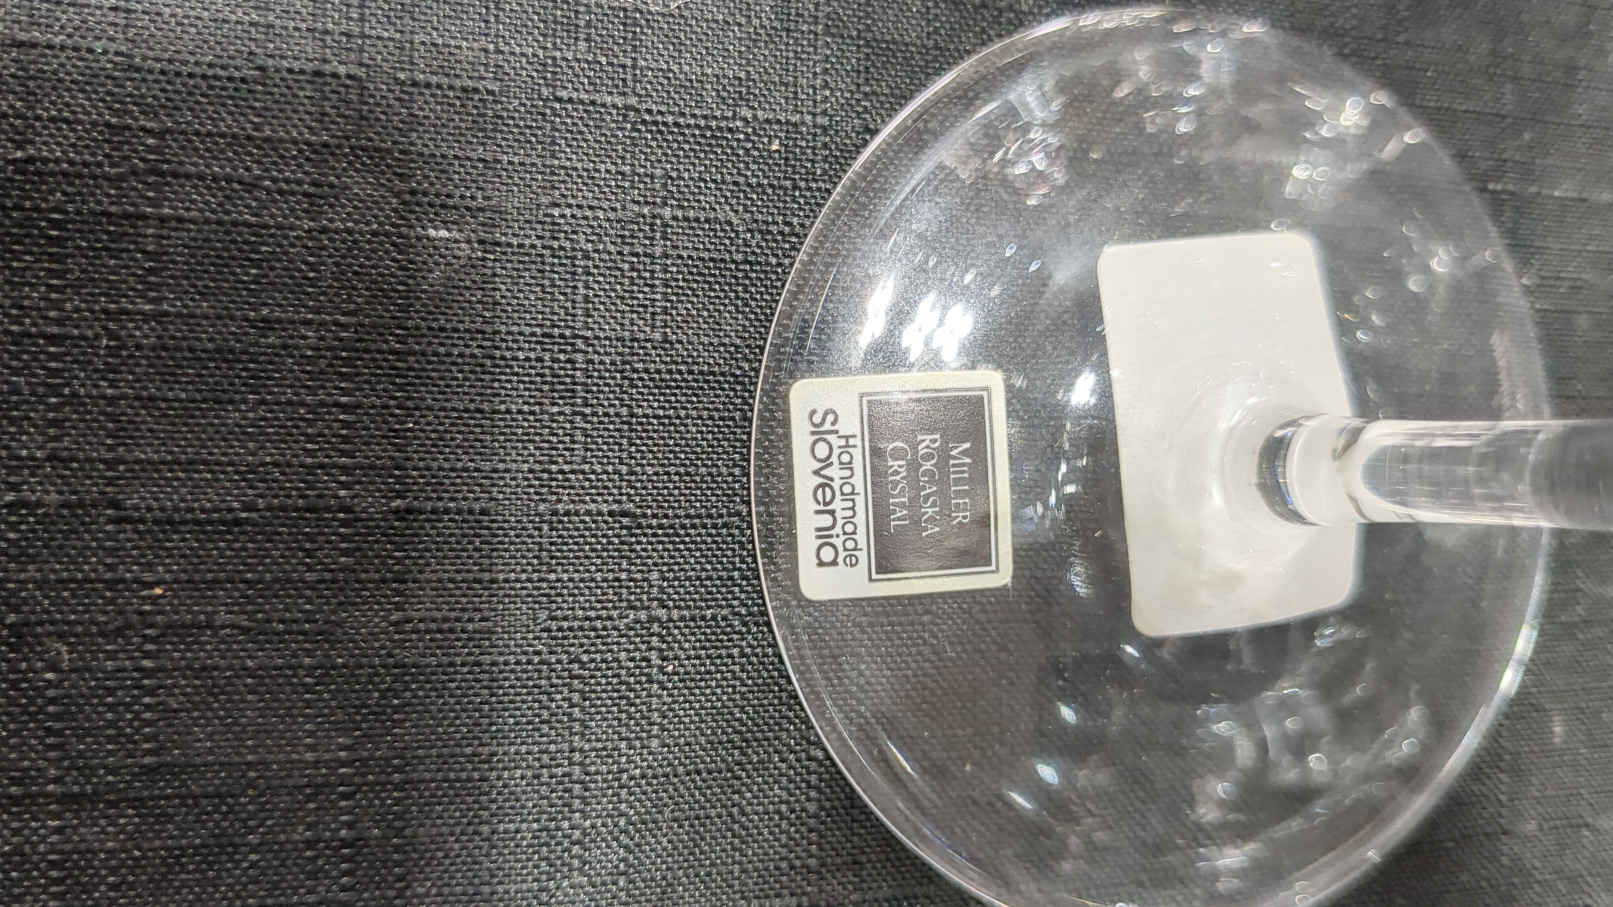 MILLER
ROGASKA
CRYSTAL
Handmade
Slovenia